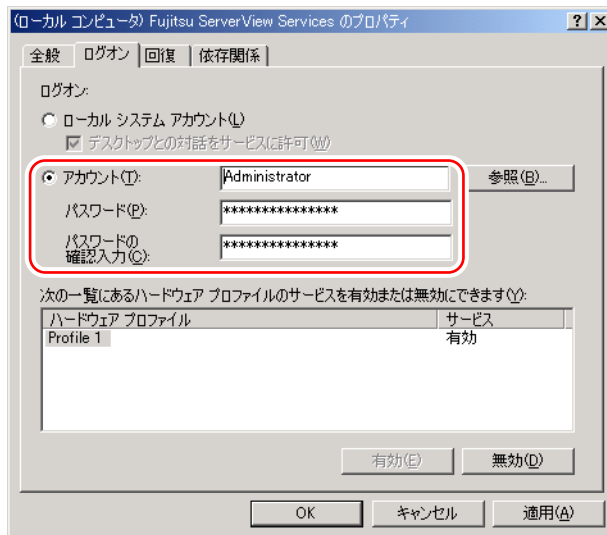 (ローカル コンピュータ) Fujitsu ServerView Services のプロパティ
全般 ログオン 回復 依存関係
ログオン:
ローカル システム アカウント(L)
デスクトップとの対話をサービスに許可(W)
アカウント(T): Administrator 参照(B)...
パスワード(P): ***************
パスワードの
確認入力(C): ***************
次の一覧にあるハードウェア プロファイルのサービスを有効または無効にできます(Y):
ハードウェア プロファイル サービス
Profile 1 有効
有効(E) 無効(D)
OK キャンセル 適用(A)